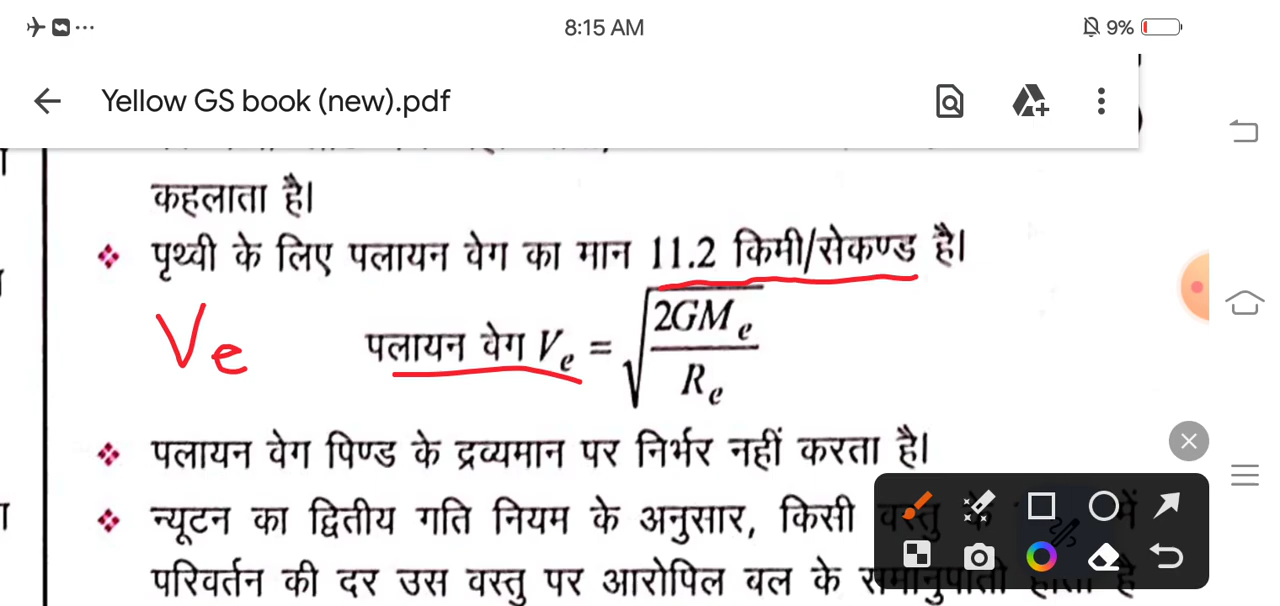 8:15 AM
9%
Yellow GS book (new).pdf
कहलाता है।
पृथ्वी के लिए पलायन वेग का मान 11.2 किमी/सेकण्ड है।
Ve
पलायन वेग Vₑ = √(2GMₑ / Rₑ)
पलायन वेग पिण्ड के द्रव्यमान पर निर्भर नहीं करता है।
न्यूटन का द्वितीय गति नियम के अनुसार, किसी वस्तु के में
परिवर्तन की दर उस वस्तु पर आरोपित बल के समानुपाती होता है